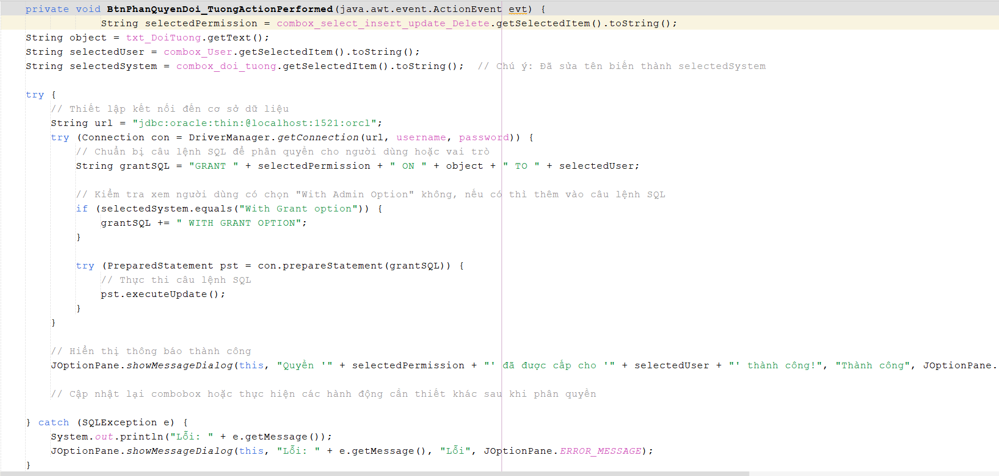 private void BtnPhanQuyenDoi_TuongActionPerformed(java.awt.event.ActionEvent evt) {
String selectedPermission = combox_select_insert_update_Delete.getSelectedItem().toString();
String object = txt_DoiTuong.getText();
String selectedUser = combox_User.getSelectedItem().toString();
String selectedSystem = combox_doi_tuong.getSelectedItem().toString();  // Chú ý: Đã sửa tên biến thành selectedSystem
try {
// Thiết lập kết nối đến cơ sở dữ liệu
String url = "jdbc:oracle:thin:@localhost:1521:orcl";
try (Connection con = DriverManager.getConnection(url, username, password)) {
// Chuẩn bị câu lệnh SQL để phân quyền cho người dùng hoặc vai trò
String grantSQL = "GRANT " + selectedPermission + " ON " + object + " TO " + selectedUser;
// Kiểm tra xem người dùng có chọn "With Admin Option" không, nếu có thì thêm vào câu lệnh SQL
if (selectedSystem.equals("With Grant option")) {
grantSQL += " WITH GRANT OPTION";
}
try (PreparedStatement pst = con.prepareStatement(grantSQL)) {
// Thực thi câu lệnh SQL
pst.executeUpdate();
}
}
// Hiển thị thông báo thành công
JOptionPane.showMessageDialog(this, "Quyền '" + selectedPermission + "' đã được cấp cho '" + selectedUser + "' thành công!", "Thành công", JOptionPane.
// Cập nhật lại combobox hoặc thực hiện các hành động cần thiết khác sau khi phân quyền
} catch (SQLException e) {
System.out.println("Lỗi: " + e.getMessage());
JOptionPane.showMessageDialog(this, "Lỗi: " + e.getMessage(), "Lỗi", JOptionPane.ERROR_MESSAGE);
}